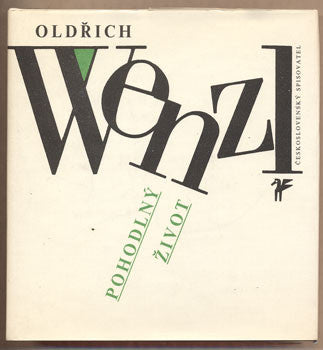 OLDŘICH
Wenzl
POHODLNÝ
ŽIVOT
ČESKOSLOVENSKÝ SPISOVATEL